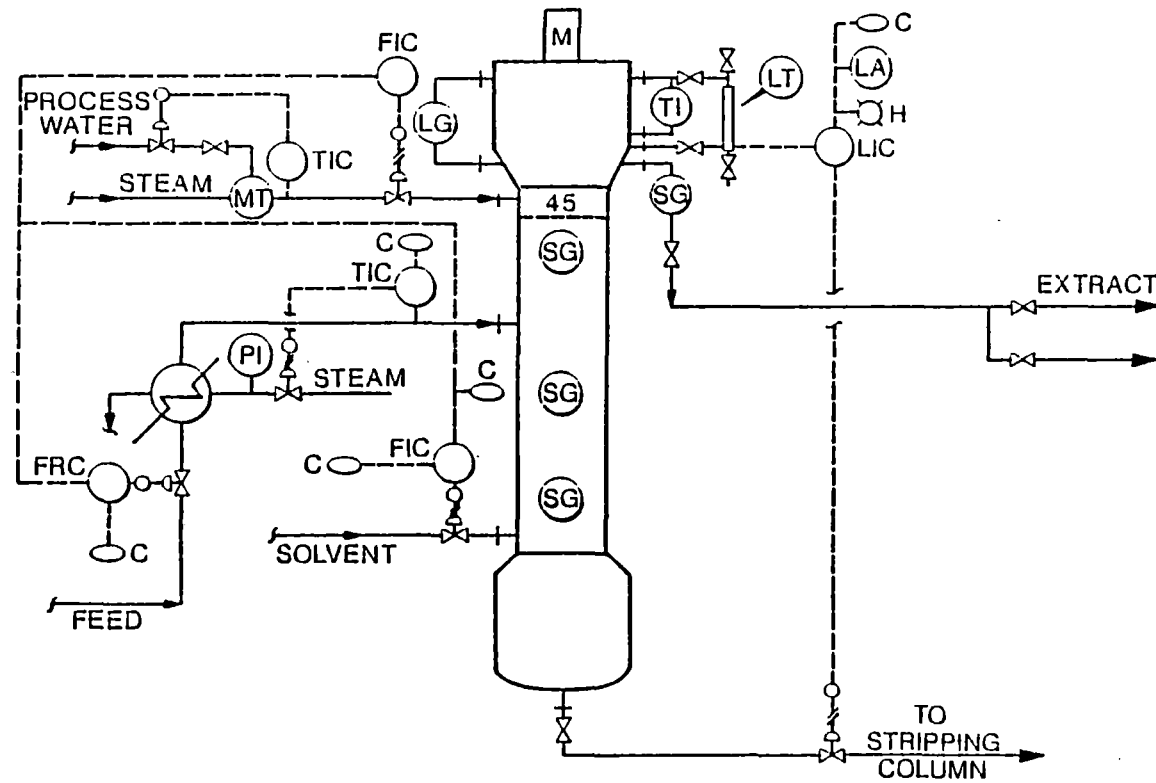 M
FIC
C
LA
H
LIC
LT
TI
LG
PROCESS
WATER
TIC
STEAM
MT
45
SG
SG
C
TIC
EXTRACT
PI
STEAM
C
SG
FRC
C
FIC
C
SG
SOLVENT
FEED
TO
STRIPPING
COLUMN